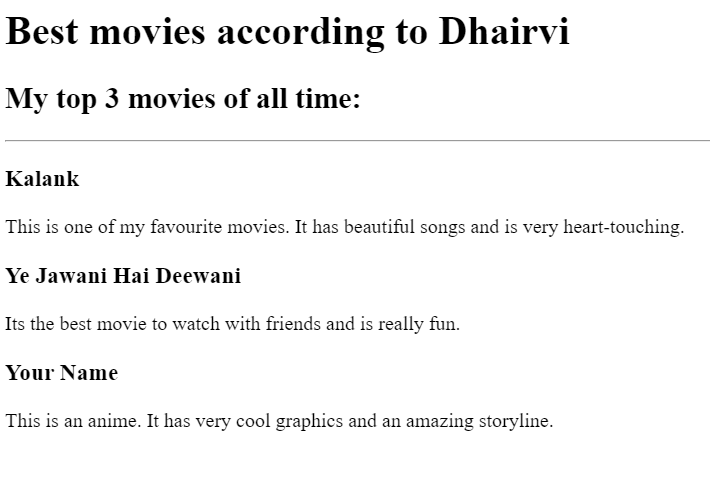 Best movies according to Dhairvi
My top 3 movies of all time:
Kalank
This is one of my favourite movies. It has beautiful songs and is very heart-touching.
Ye Jawani Hai Deewani
Its the best movie to watch with friends and is really fun.
Your Name
This is an anime. It has very cool graphics and an amazing storyline.